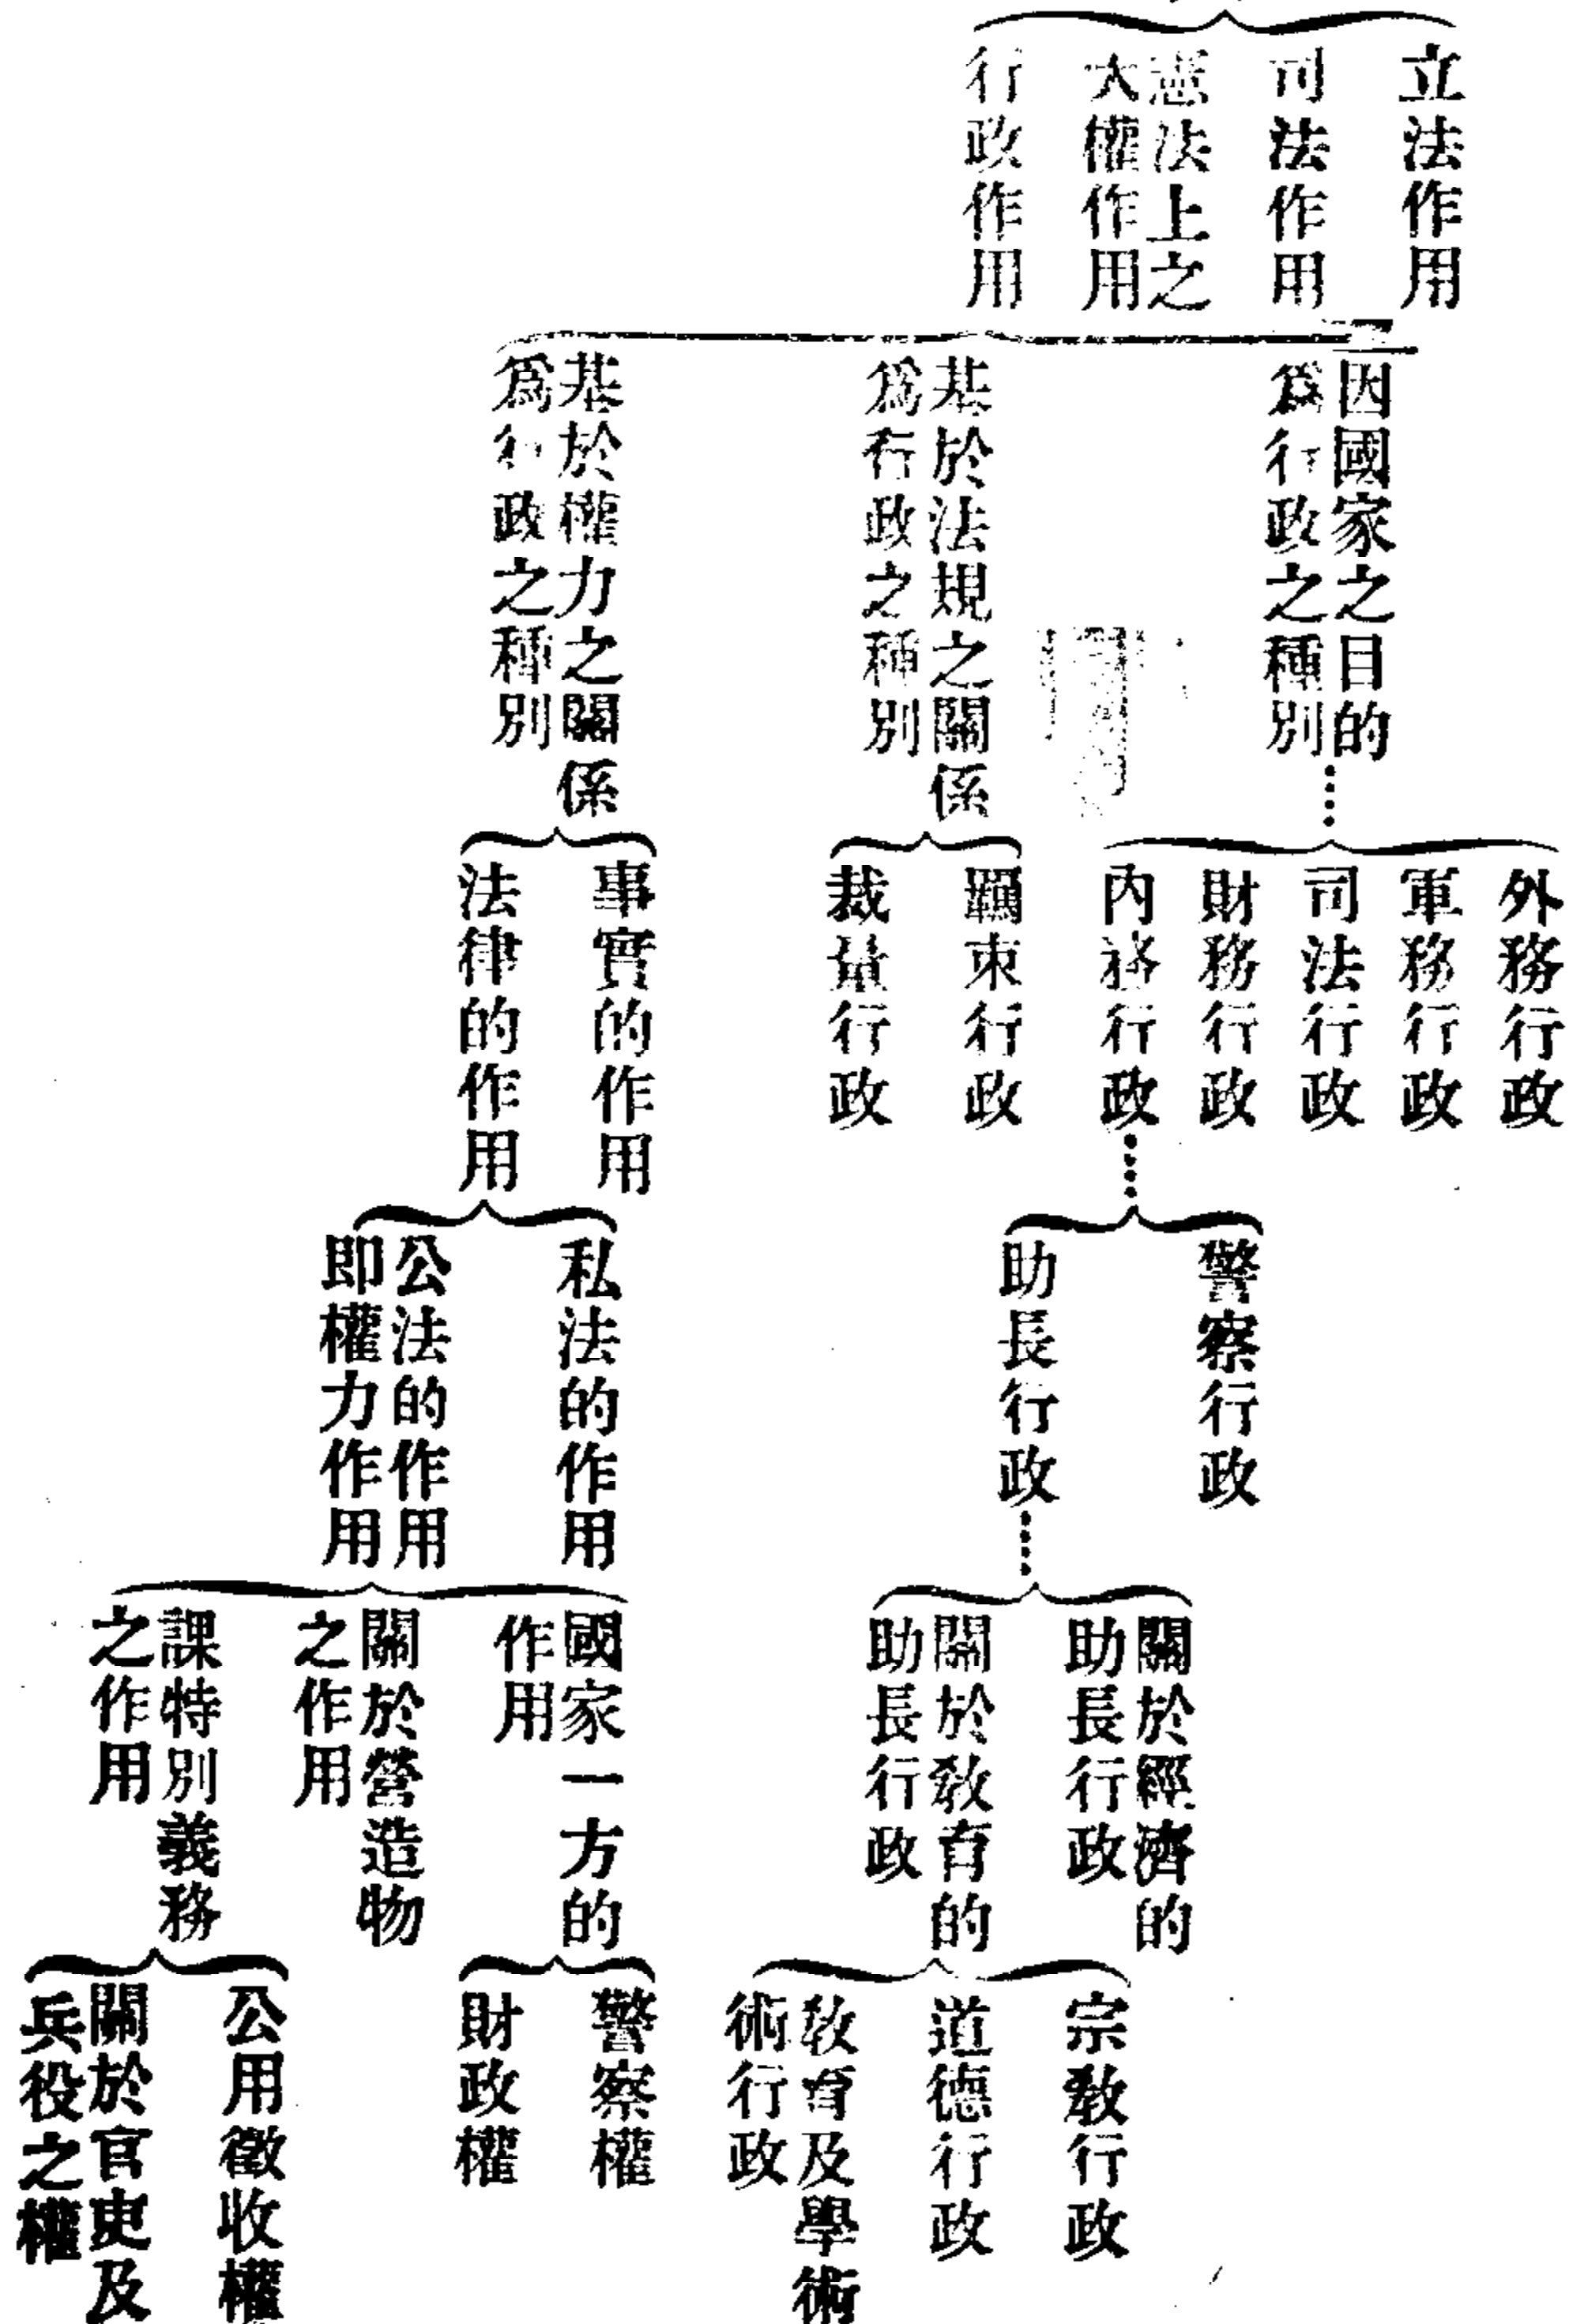 立法作用
司法作用
憲法上之
大權作用
行政作用
因國家之目的
爲行政之種別
基於法規之關係
爲行政之種別
基於權力之關係
爲行政之種別
外務行政
軍務行政
司法行政
財務行政
內務行政
羈束行政
裁量行政
事實的作用
法律的作用
警察行政
助長行政
私法的作用
公法的作用
即權力作用
關於經濟的
助長行政
關於敎育的
助長行政
國家一方的
作用
關於營造物
之作用
課特別義務
之作用
宗敎行政
道德行政
敎育及學術
術行政
警察權
財政權
公用徵收權
關於官吏及
兵役之權